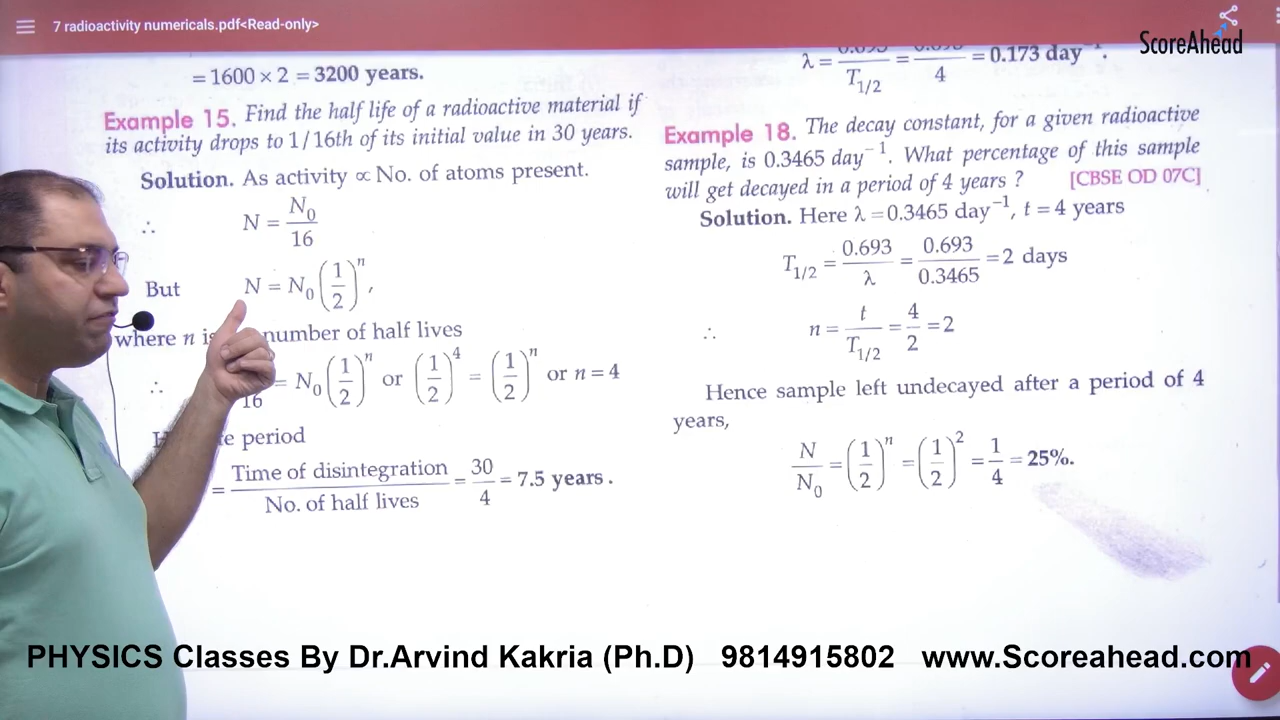 7 radioactivity numericals.pdf<Read-only>
ScoreAhead
= 1600 × 2 = 3200 years.
Example 15. Find the half life of a radioactive material if
its activity drops to 1/16th of its initial value in 30 years.
Solution. As activity ∝ No. of atoms present.
∴ N = N₀/16
But N = N₀ (1/2)ⁿ,
where n is number of half lives
∴ 16 = N₀ (1/2)ⁿ or (1/2)⁴ = (1/2)ⁿ or n = 4
period
= Time of disintegration / No. of half lives = 30/4 = 7.5 years.
λ = 0.693/T₁/₂ = 0.693/4 = 0.173 day⁻¹.
Example 18. The decay constant, for a given radioactive
sample, is 0.3465 day⁻¹. What percentage of this sample
will get decayed in a period of 4 years ? [CBSE OD 07C]
Solution. Here λ = 0.3465 day⁻¹, t = 4 years
T₁/₂ = 0.693/λ = 0.693/0.3465 = 2 days
∴ n = t/T₁/₂ = 4/2 = 2
Hence sample left undecayed after a period of 4
years,
N/N₀ = (1/2)ⁿ = (1/2)² = 1/4 = 25%.
PHYSICS Classes By Dr.Arvind Kakria (Ph.D) 9814915802 www.Scoreahead.com